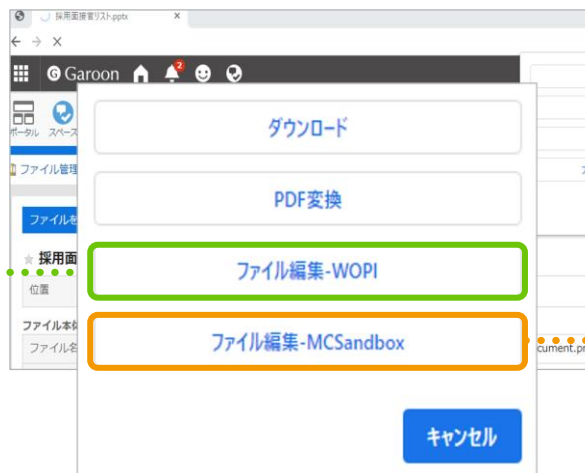 採用面接官リスト.pptx ×
Garoon 2
ポータル スペース
ファイル管理
ファイルを
採用面
位置
ファイル本体
ファイル名
ダウンロード
PDF変換
ファイル編集-WOPI
ファイル編集-MCSandbox
キャンセル
cument.pr